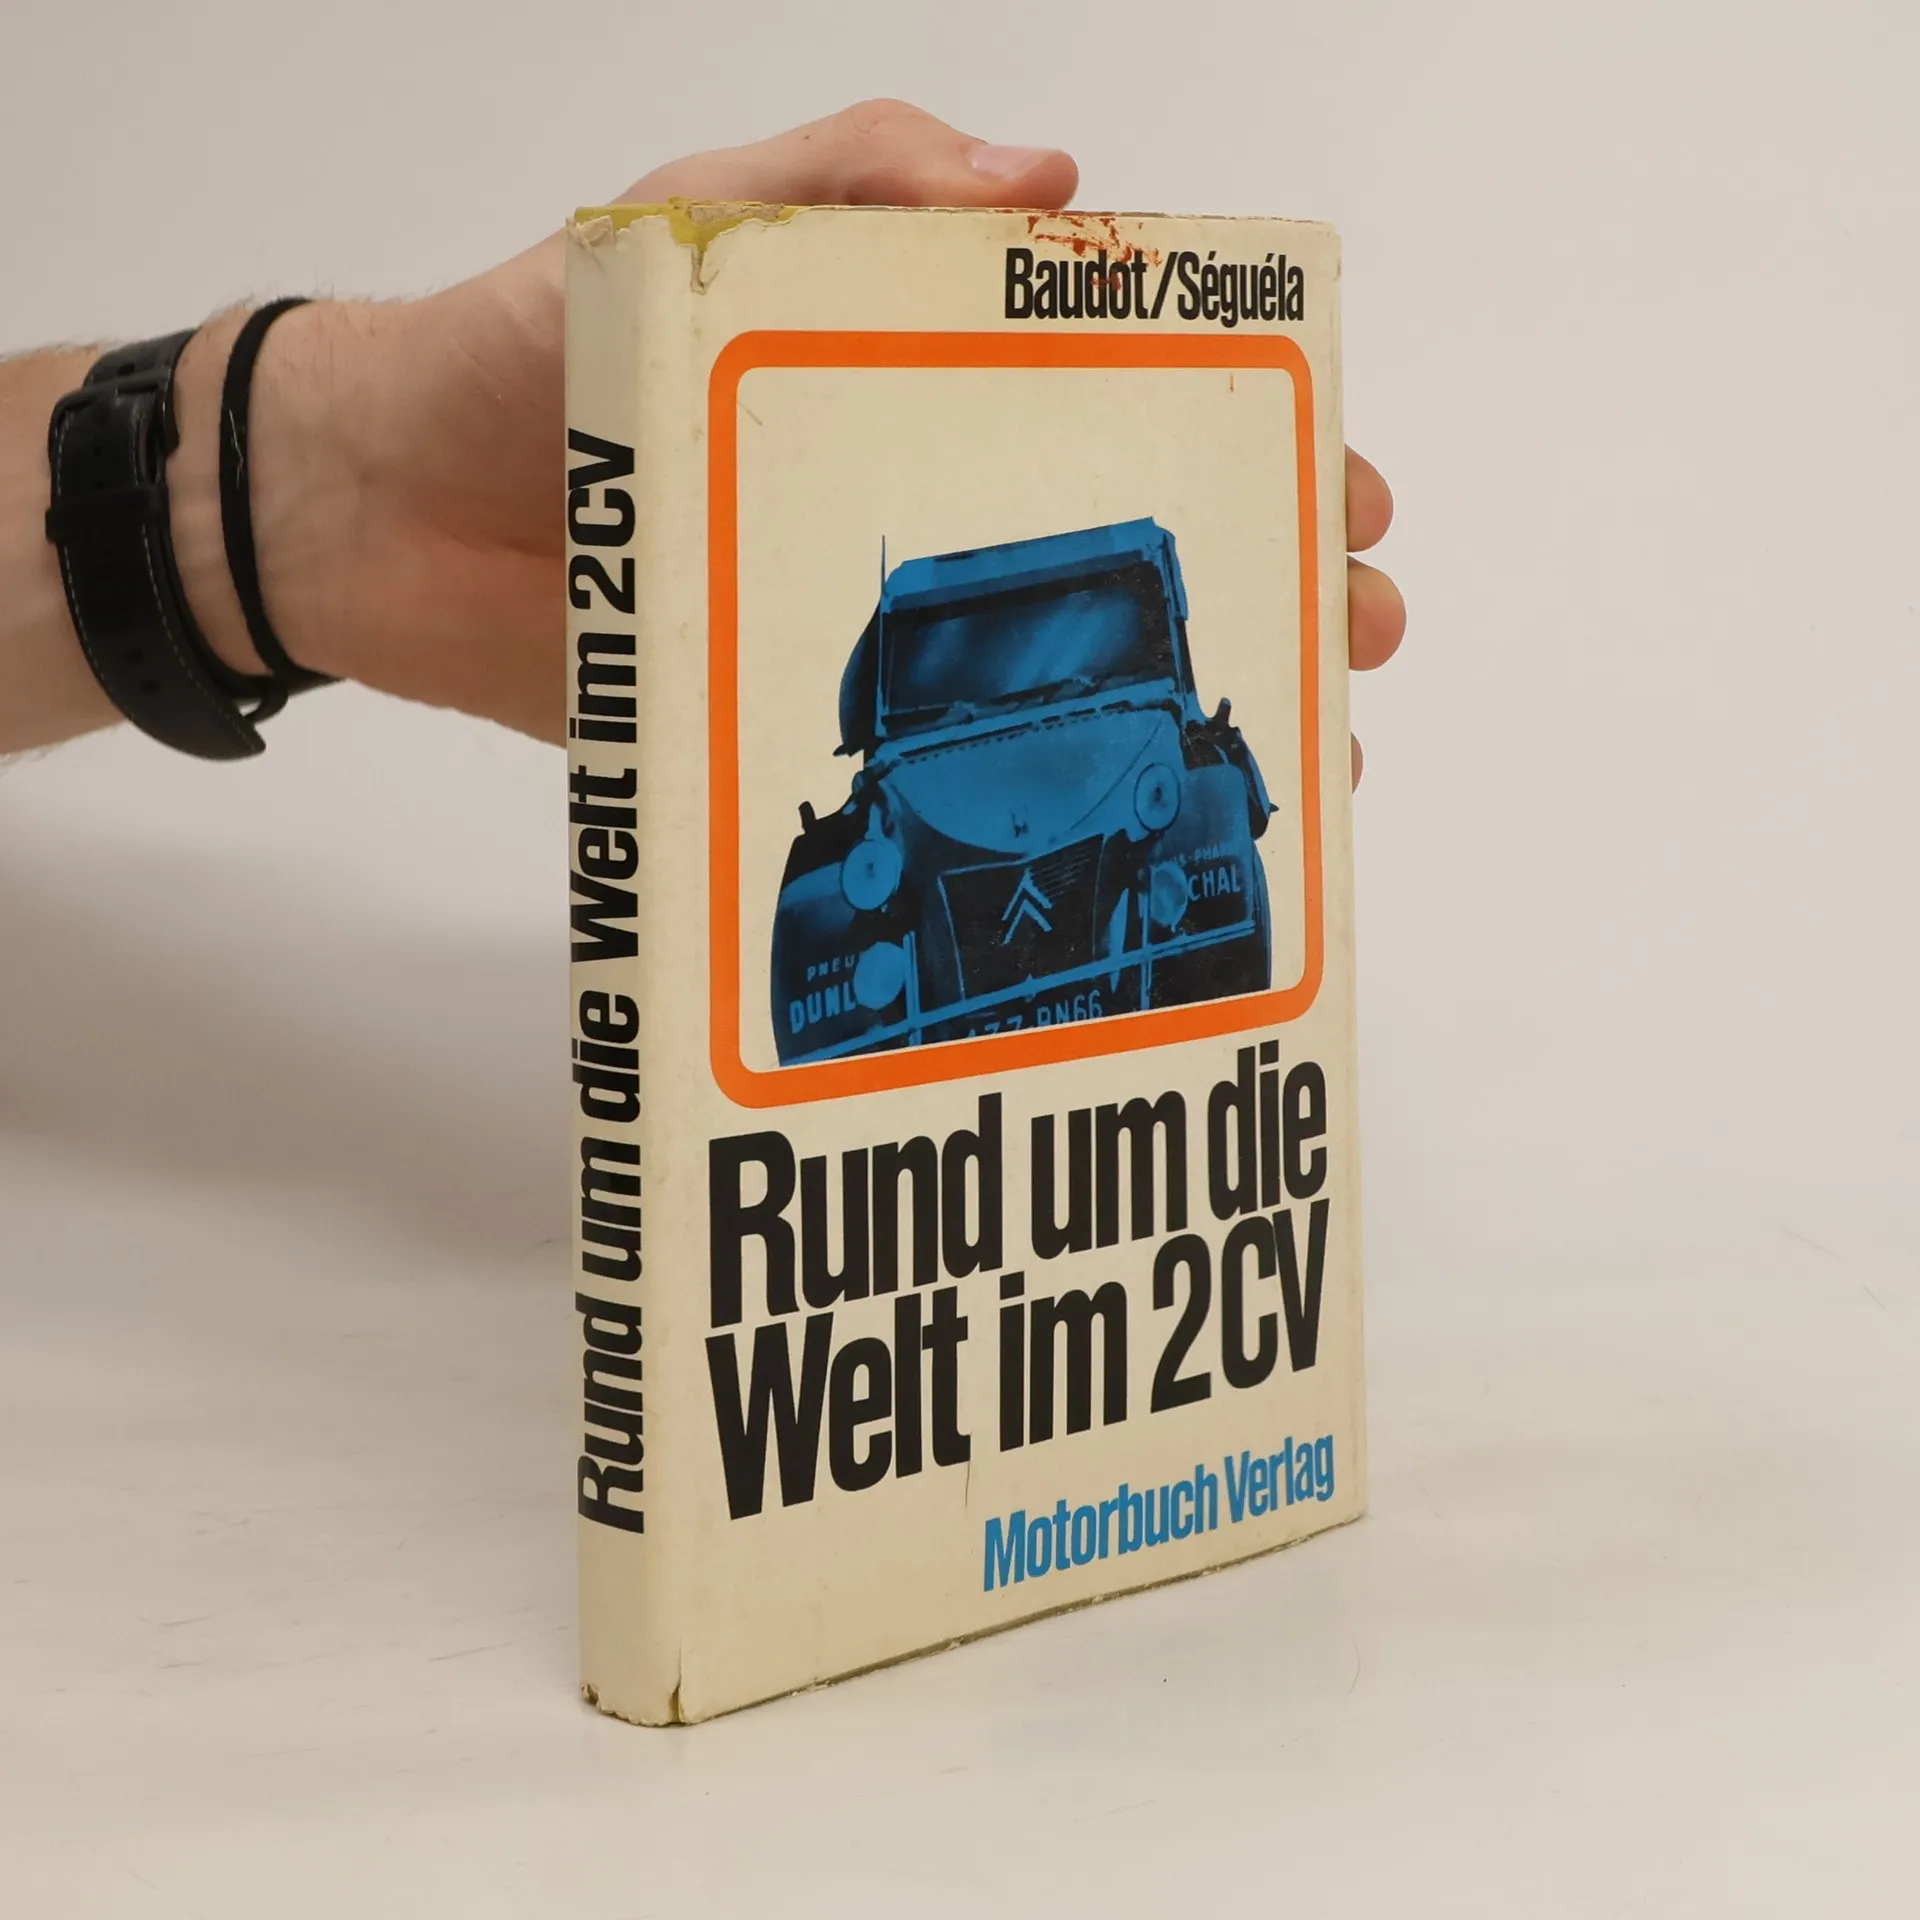 Baudot/Séguéla
Rund um die
Welt im 2CV
Motorbuch Verlag
Rund um die Welt im 2CV